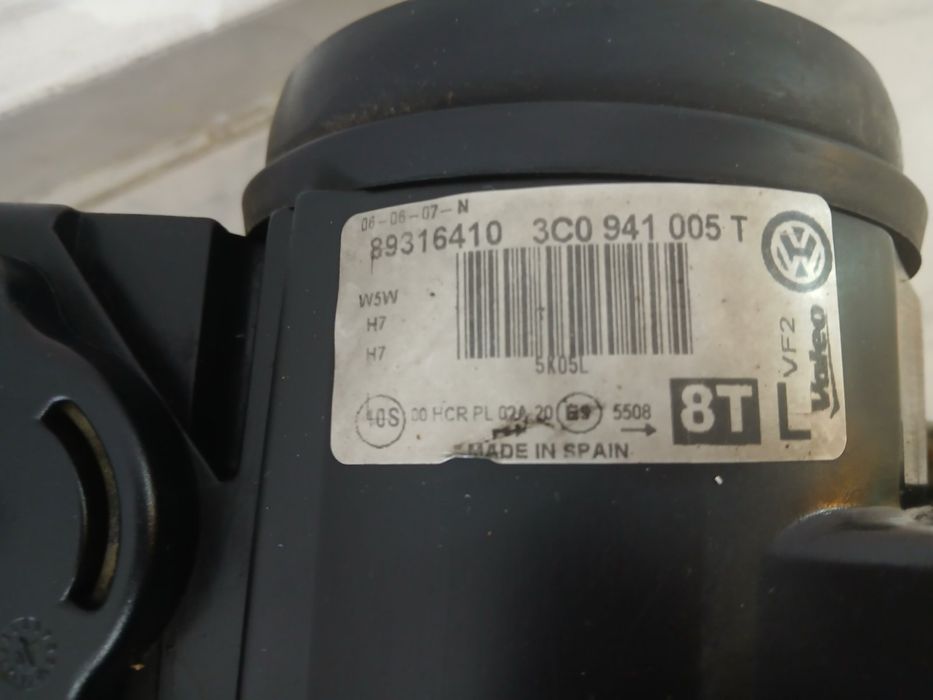 06-06-07-N
89316410 3C0 941 005 T
W5W
H7
H7
5K05L
VF2
Valeo
00 HCR PL 02A 20 E9 5508
8T L
MADE IN SPAIN